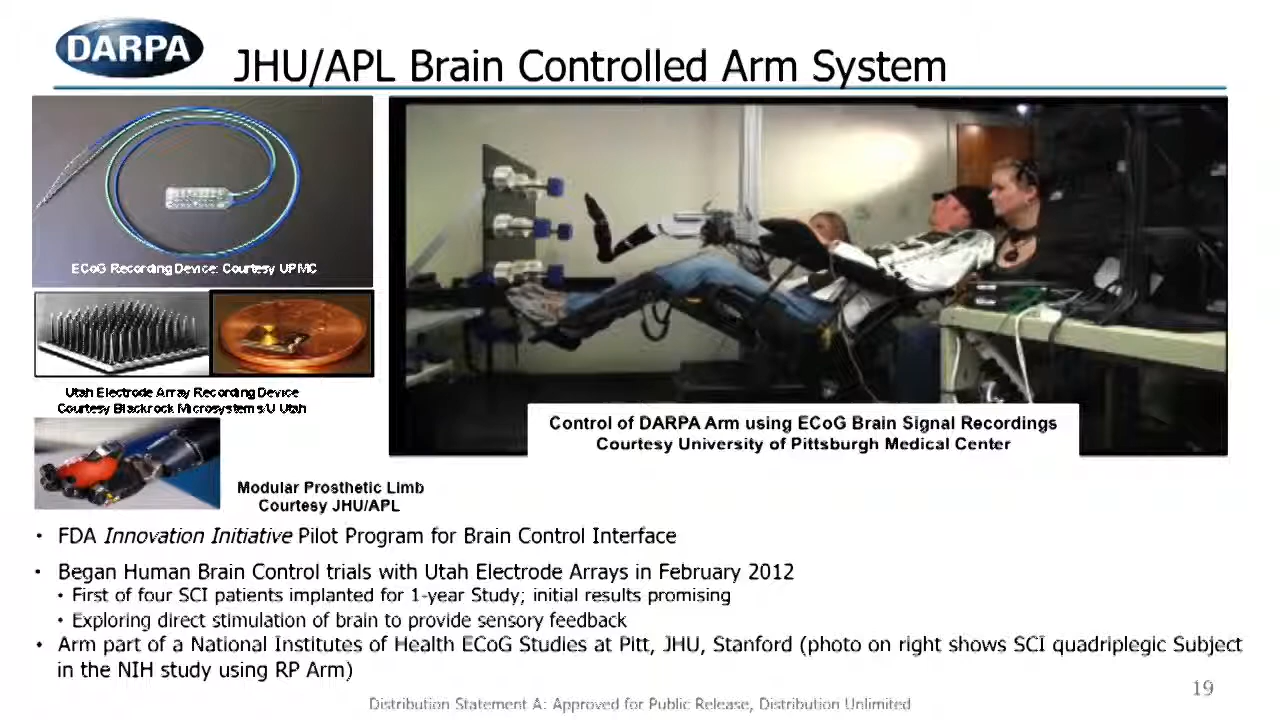 DARPA
JHU/APL Brain Controlled Arm System
ECoG Recording Device: Courtesy UPMC
Utah Electrode Array Recording Device
Courtesy Blackrock Microsystems/U Utah
Control of DARPA Arm using ECoG Brain Signal Recordings
Courtesy University of Pittsburgh Medical Center
Modular Prosthetic Limb
Courtesy JHU/APL
• FDA Innovation Initiative Pilot Program for Brain Control Interface
• Began Human Brain Control trials with Utah Electrode Arrays in February 2012
• First of four SCI patients implanted for 1-year Study; initial results promising
• Exploring direct stimulation of brain to provide sensory feedback
• Arm part of a National Institutes of Health ECoG Studies at Pitt, JHU, Stanford (photo on right shows SCI quadriplegic Subject
in the NIH study using RP Arm)
19
Distribution Statement A: Approved for Public Release, Distribution Unlimited